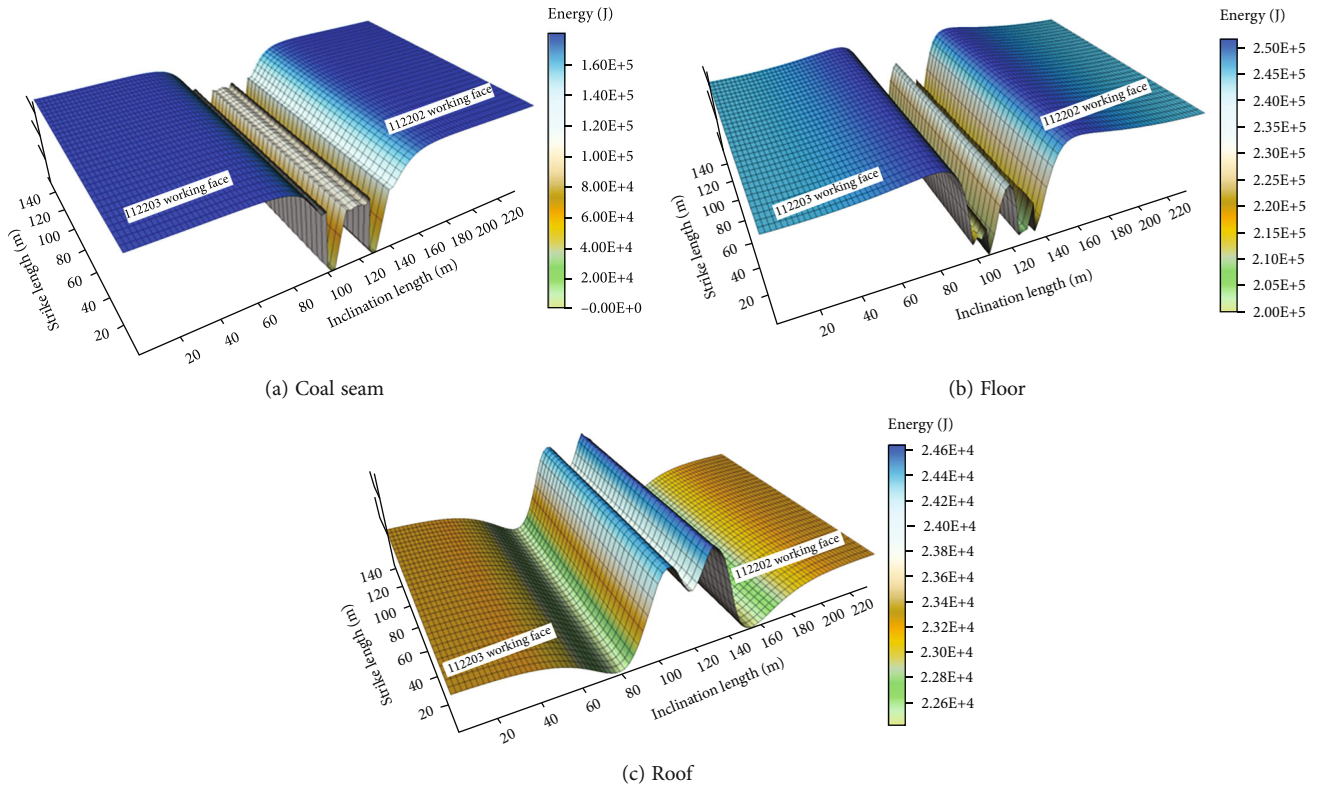 Energy (J)
1.60E+5
1.40E+5
1.20E+5
1.00E+5
8.00E+4
6.00E+4
4.00E+4
2.00E+4
–0.00E+0
112202 working face
112203 working face
140
120
100
80
60
40
20
Strike length (m)
20
40
60
80
100
120
140
160
180
200
220
Inclination length (m)
(a) Coal seam
Energy (J)
2.50E+5
2.45E+5
2.40E+5
2.35E+5
2.30E+5
2.25E+5
2.20E+5
2.15E+5
2.10E+5
2.05E+5
2.00E+5
112202 working face
112203 working face
140
120
100
80
60
40
20
Strike length (m)
20
40
60
80
100
120
140
160
180
200
220
Inclination length (m)
(b) Floor
Energy (J)
2.46E+4
2.44E+4
2.42E+4
2.40E+4
2.38E+4
2.36E+4
2.34E+4
2.32E+4
2.30E+4
2.28E+4
2.26E+4
112202 working face
112203 working face
140
120
100
80
60
40
20
Strike length (m)
20
40
60
80
100
120
140
160
180
200
220
Inclination length (m)
(c) Roof